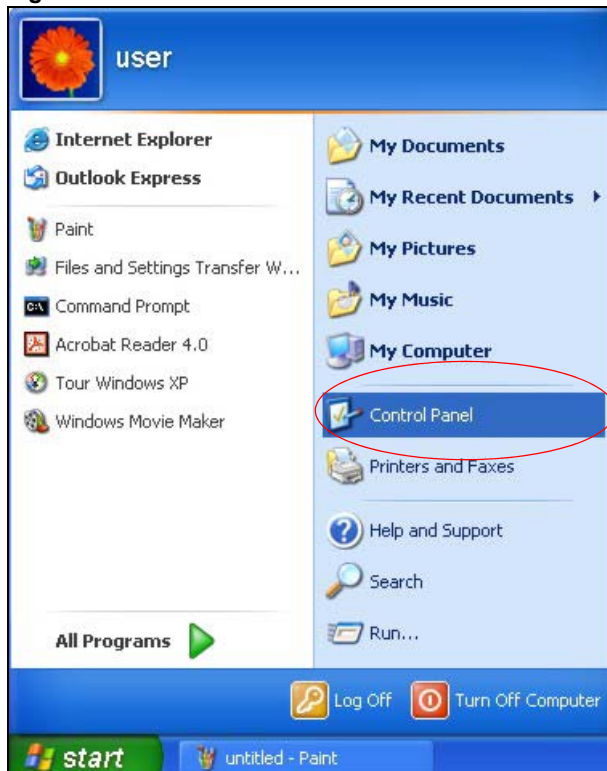 user
Internet Explorer
Outlook Express
Paint
Files and Settings Transfer W...
Command Prompt
Acrobat Reader 4.0
Tour Windows XP
Windows Movie Maker
All Programs
My Documents
My Recent Documents
My Pictures
My Music
My Computer
Control Panel
Printers and Faxes
Help and Support
Search
Run...
Log Off
Turn Off Computer
start
untitled - Paint